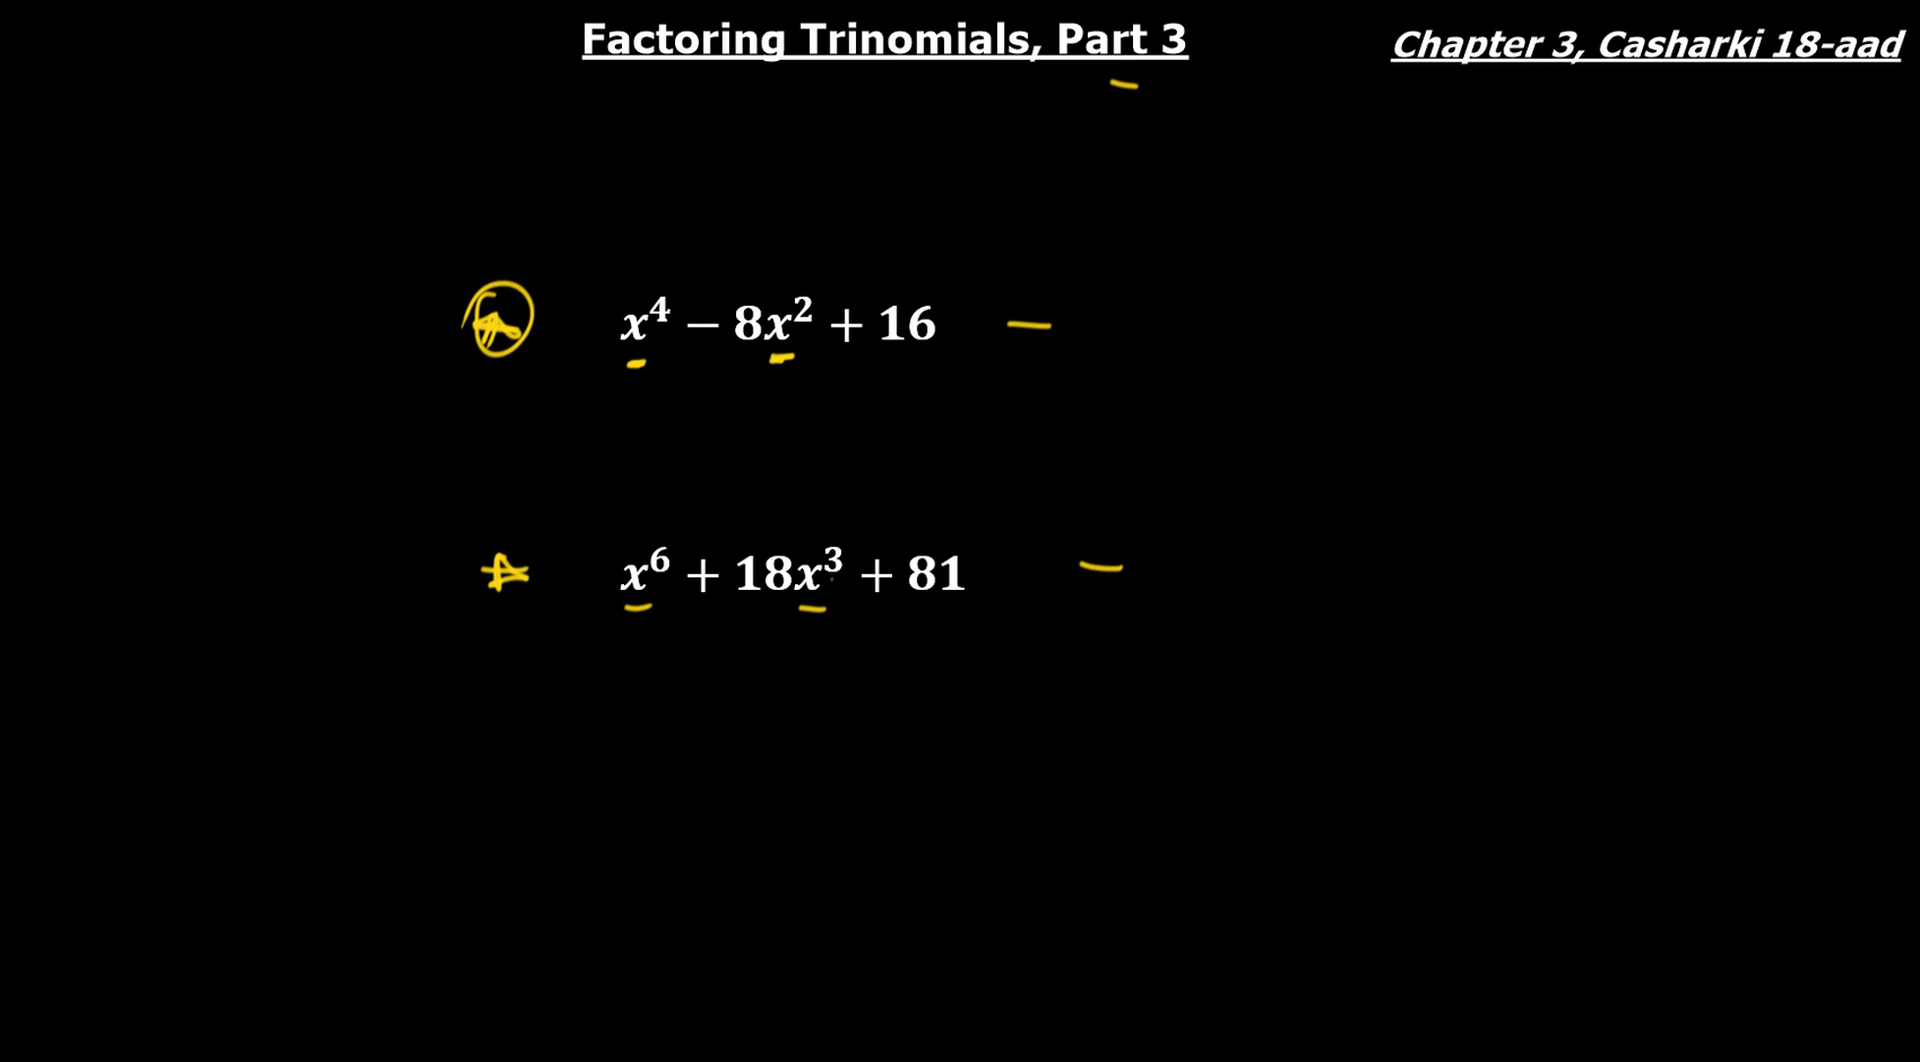 Factoring Trinomials, Part 3
Chapter 3, Casharki 18-aad
x⁴ − 8x² + 16
x⁶ + 18x³ + 81